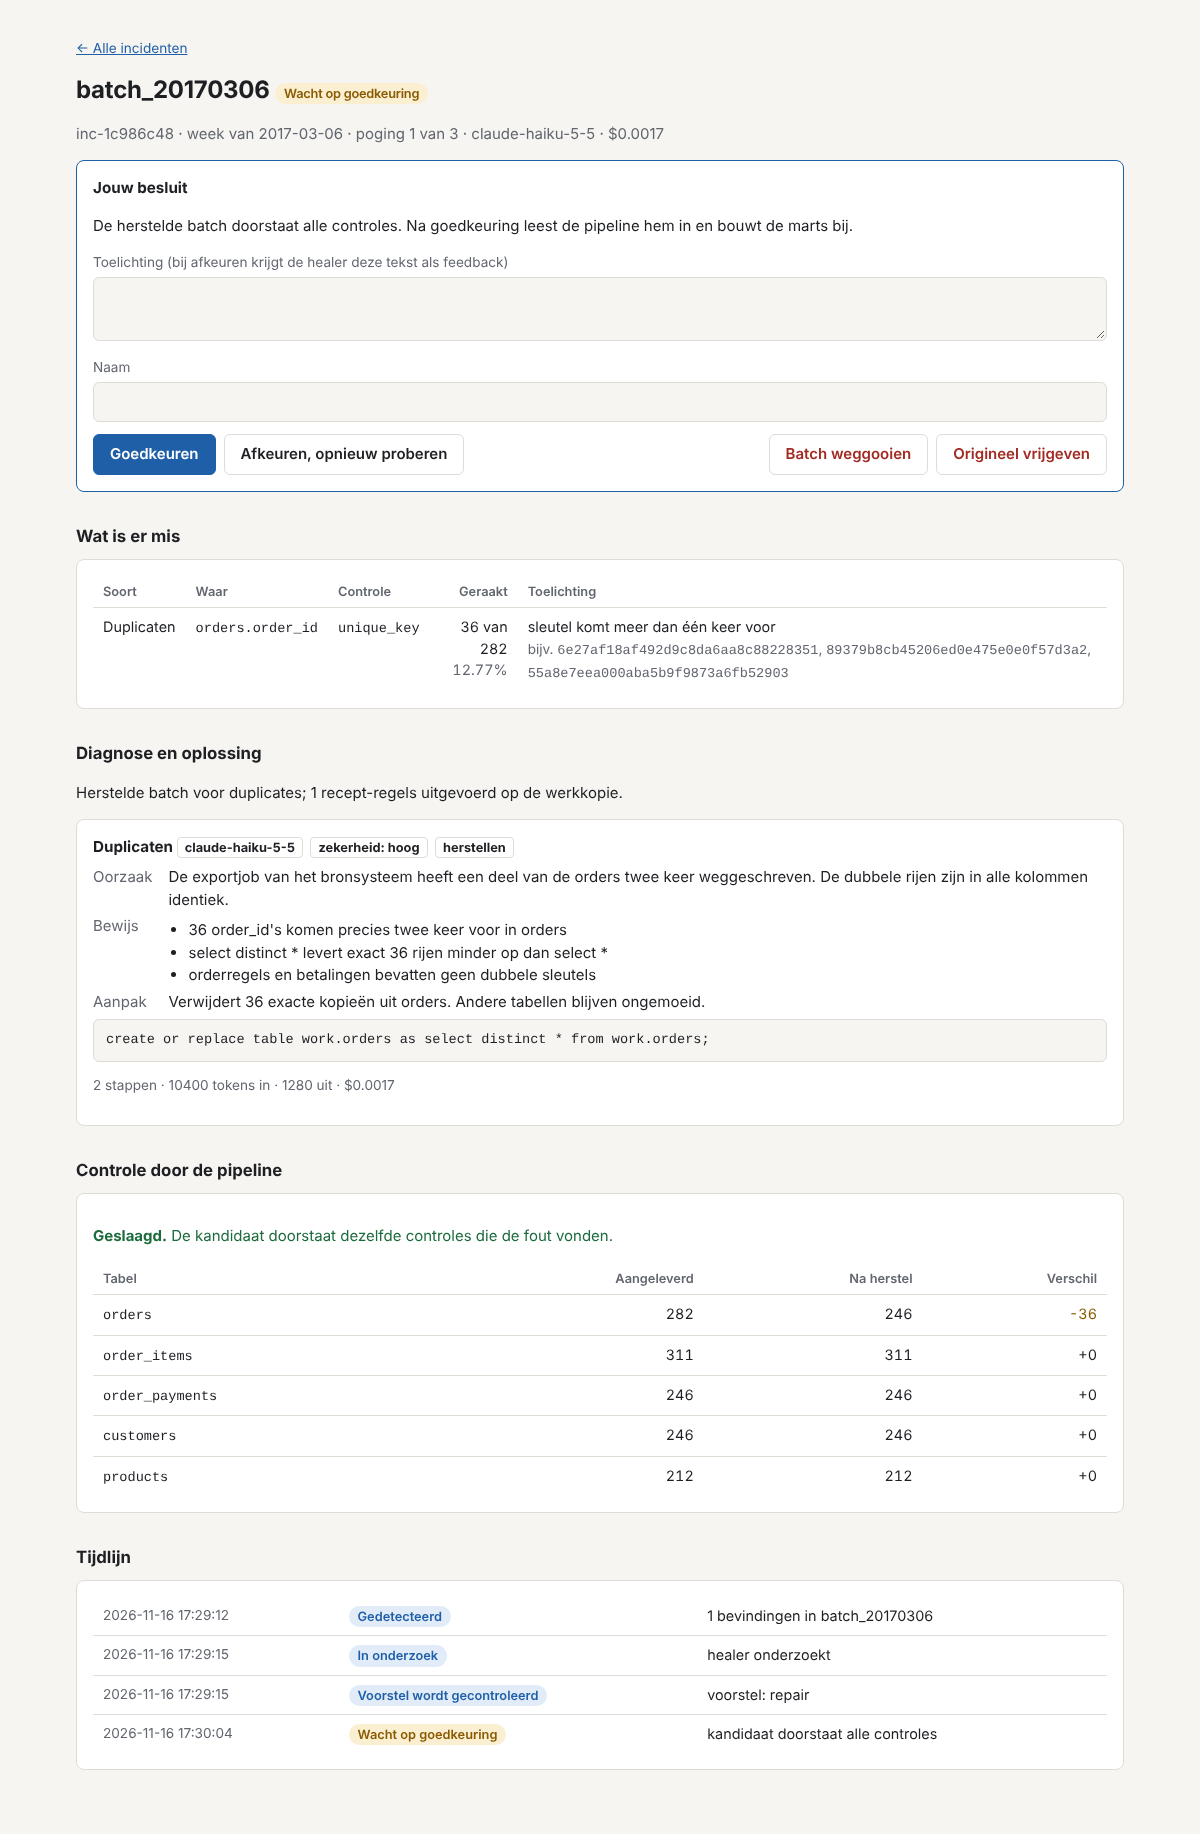 ← Alle incidenten
batch_20170306 Wacht op goedkeuring
inc-1c986c48 · week van 2017-03-06 · poging 1 van 3 · claude-haiku-5-5 · $0.0017
Jouw besluit
De herstelde batch doorstaat alle controles. Na goedkeuring leest de pipeline hem in en bouwt de marts bij.
Toelichting (bij afkeuren krijgt de healer deze tekst als feedback)
Naam
Goedkeuren Afkeuren, opnieuw proberen Batch weggooien Origineel vrijgeven
Wat is er mis
Soort Waar Controle Geraakt Toelichting
Duplicaten orders.order_id unique_key 36 van sleutel komt meer dan één keer voor
282 bijv. 6e27af18af492d9c8da6aa8c88228351, 89379b8cb45206ed0e475e0e0f57d3a2,
12.77% 55a8e7eea000aba5b9f9873a6fb52903
Diagnose en oplossing
Herstelde batch voor duplicates; 1 recept-regels uitgevoerd op de werkkopie.
Duplicaten claude-haiku-5-5 zekerheid: hoog herstellen
Oorzaak De exportjob van het bronsysteem heeft een deel van de orders twee keer weggeschreven. De dubbele rijen zijn in alle kolommen
identiek.
Bewijs
• 36 order_id's komen precies twee keer voor in orders
• select distinct * levert exact 36 rijen minder op dan select *
• orderregels en betalingen bevatten geen dubbele sleutels
Aanpak Verwijdert 36 exacte kopieën uit orders. Andere tabellen blijven ongemoeid.
create or replace table work.orders as select distinct * from work.orders;
2 stappen · 10400 tokens in · 1280 uit · $0.0017
Controle door de pipeline
Geslaagd. De kandidaat doorstaat dezelfde controles die de fout vonden.
Tabel Aangeleverd Na herstel Verschil
orders 282 246 -36
order_items 311 311 +0
order_payments 246 246 +0
customers 246 246 +0
products 212 212 +0
Tijdlijn
2026-11-16 17:29:12 Gedetecteerd 1 bevindingen in batch_20170306
2026-11-16 17:29:15 In onderzoek healer onderzoekt
2026-11-16 17:29:15 Voorstel wordt gecontroleerd voorstel: repair
2026-11-16 17:30:04 Wacht op goedkeuring kandidaat doorstaat alle controles